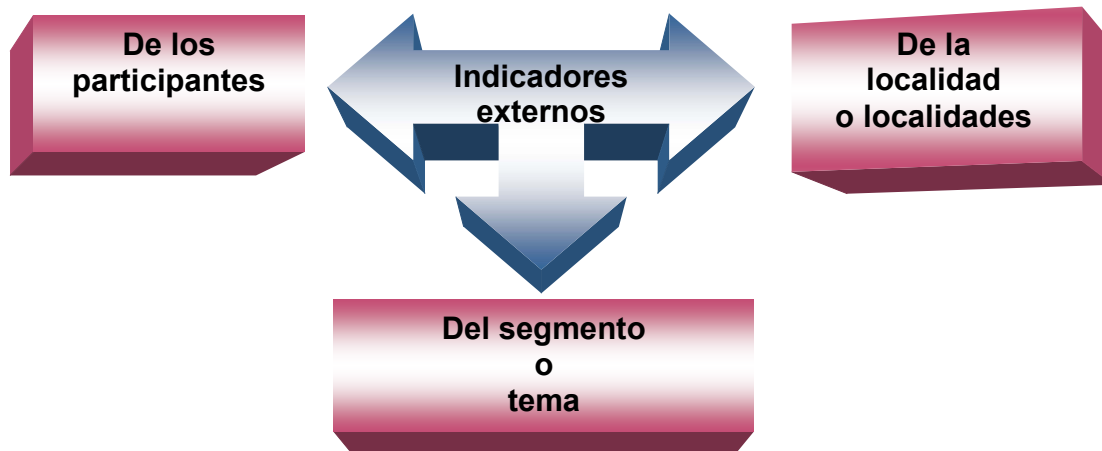 De los
participantes
Indicadores
externos
De la
localidad
o localidades
Del segmento
o
tema